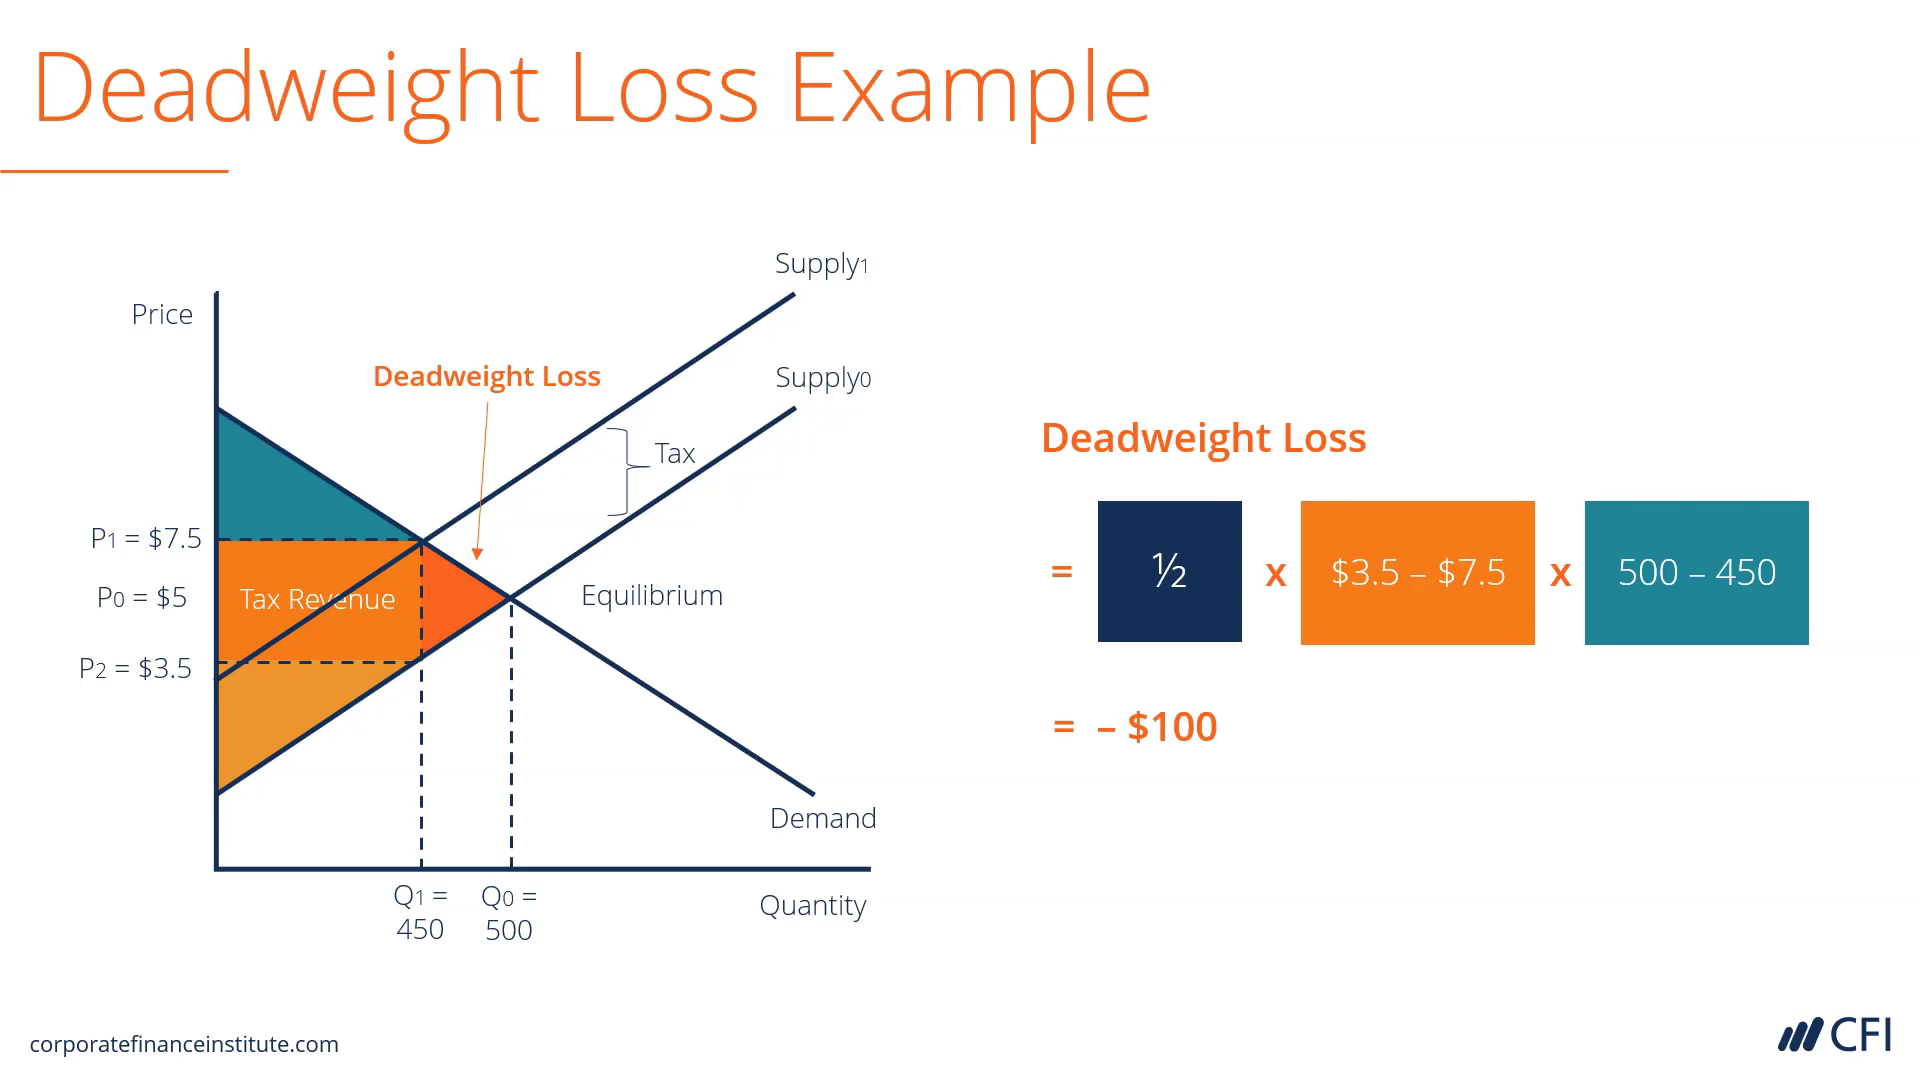 Deadweight Loss Example
Supply1
Price
Deadweight Loss
Supply0
Tax
P1 = $7.5
P0 = $5
Tax Revenue
Equilibrium
P2 = $3.5
Demand
Q1 =
450
Q0 =
500
Quantity
Deadweight Loss
= ½ x $3.5 – $7.5 x 500 – 450
= – $100
corporatefinanceinstitute.com
CFI